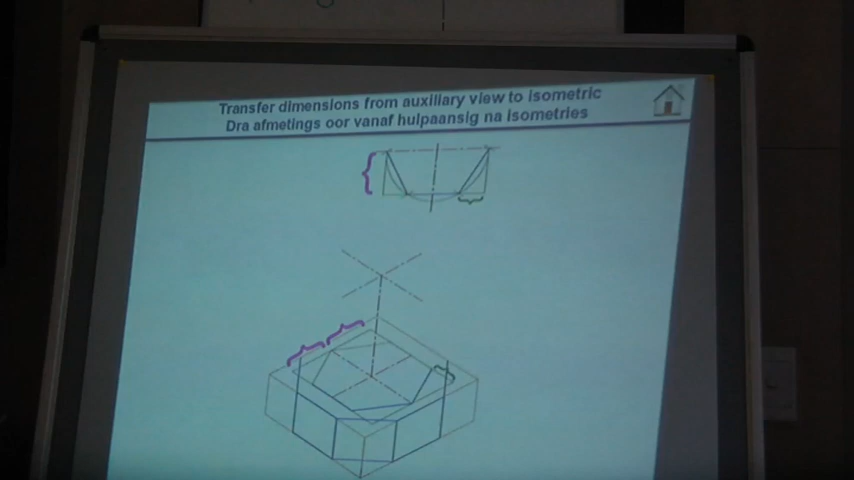 Transfer dimensions from auxiliary view to isometric
Dra afmetings oor vanaf hulpaansig na isometries